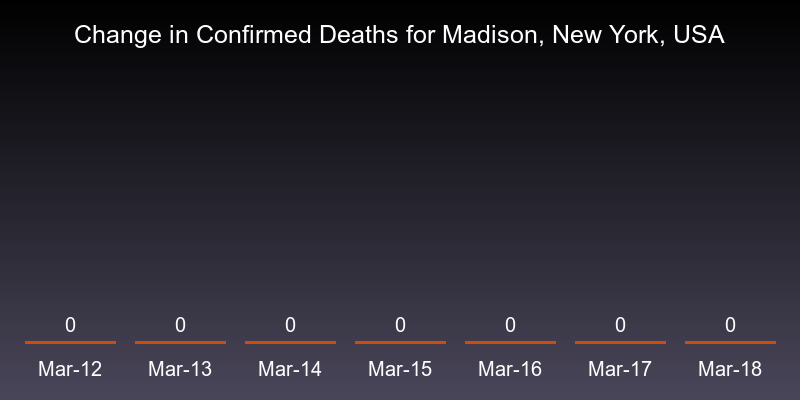 Change in Confirmed Deaths for Madison, New York, USA
0 0 0 0 0 0 0
Mar-12 Mar-13 Mar-14 Mar-15 Mar-16 Mar-17 Mar-18